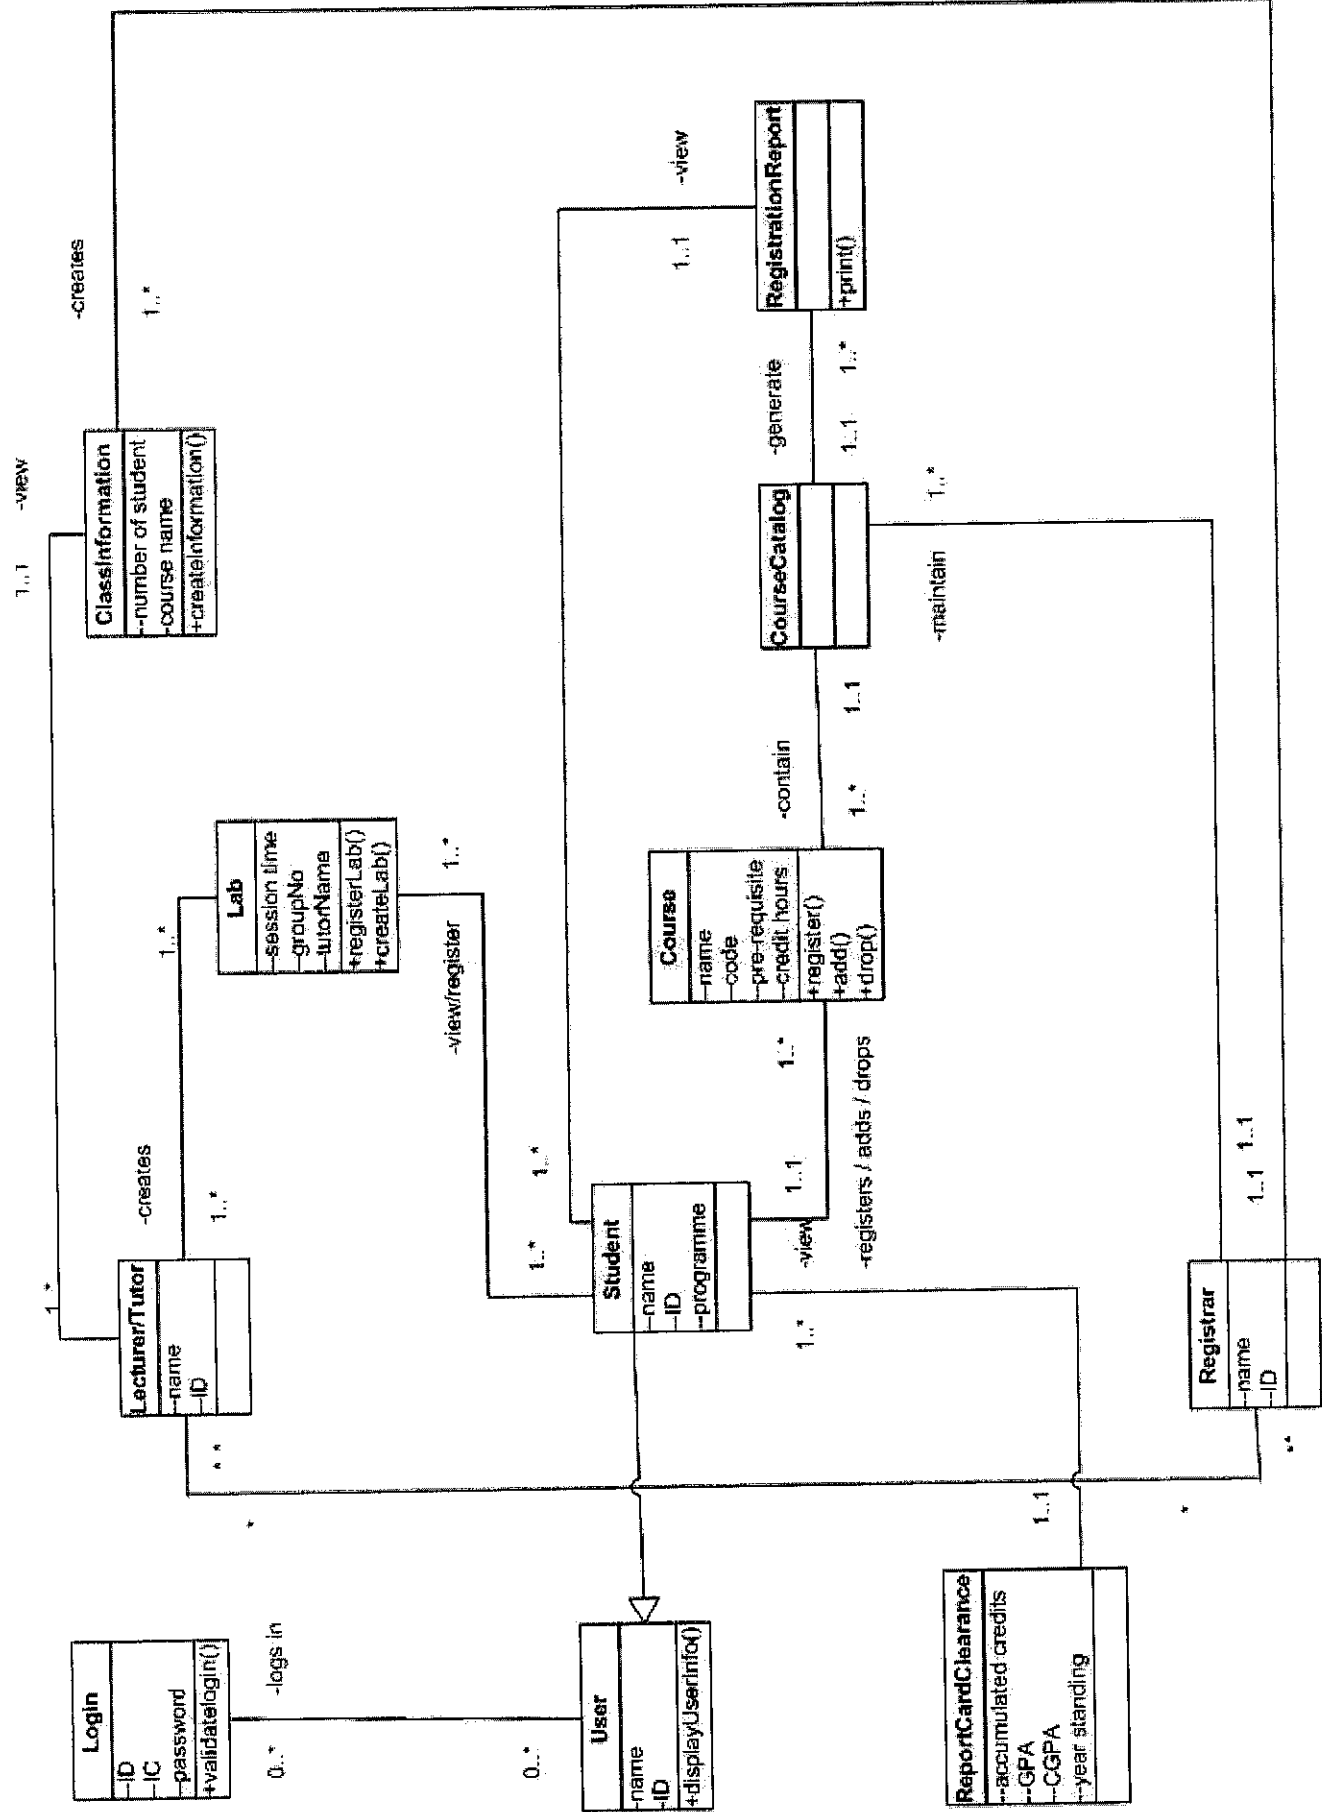 Login
-ID
-IC
-password
+validatelogin()
-logs in
0..*
0..*
User
-name
-ID
+displayUserInfo()
ReportCardClearance
-accumulated credits
-GPA
-CGPA
-year standing
1..1
Lecturer/Tutor
-name
-ID
1..*
-creates
1..*
* *
*
Student
-name
-ID
-programme
1..*
1..*
1..1
-view
1..*
-registers / adds / drops
Registrar
-name
-ID
1..1
1..1
**
*
Lab
-session time
-groupNo
-tutorName
+registerLab()
+createLab()
1..*
1..*
-view/register
Course
-name
-code
-pre-requisite
-credit hours
+register()
+add()
+drop()
1..*
-contain
1..*
1..1
ClassInformation
-number of student
-course name
+createInformation()
1..1
-view
-creates
1..*
CourseCatalog
-maintain
1..*
-generate
1..1
1..*
RegistrationReport
+print()
1..1
-view